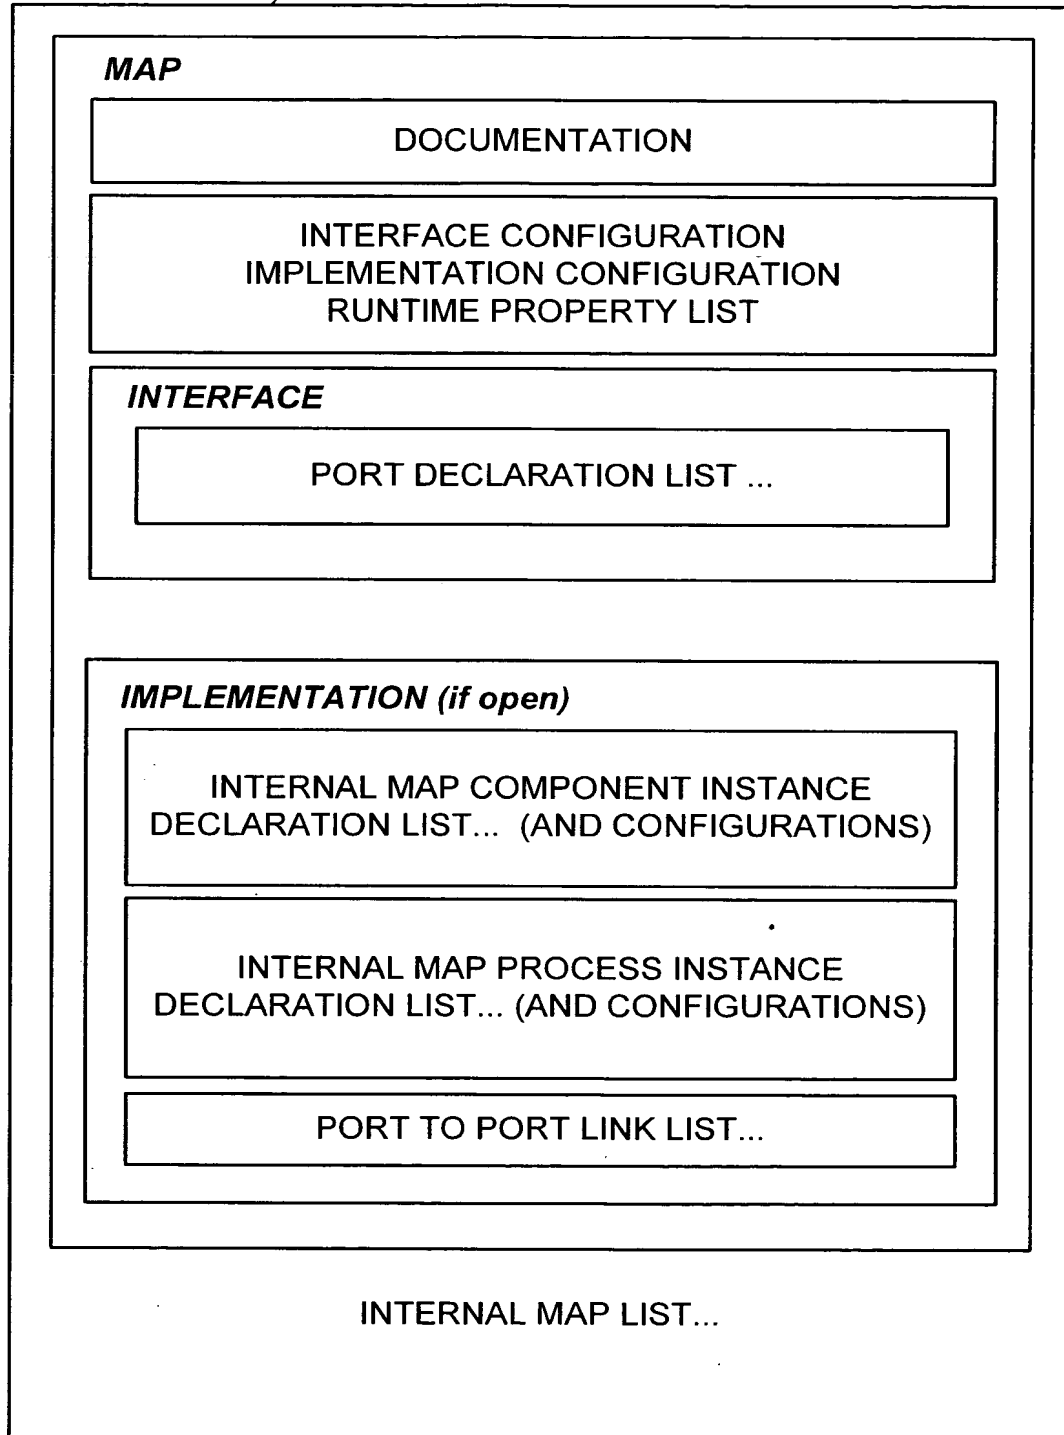 MAP
DOCUMENTATION
INTERFACE CONFIGURATION
IMPLEMENTATION CONFIGURATION
RUNTIME PROPERTY LIST
INTERFACE
PORT DECLARATION LIST ...
IMPLEMENTATION (if open)
INTERNAL MAP COMPONENT INSTANCE
DECLARATION LIST... (AND CONFIGURATIONS)
INTERNAL MAP PROCESS INSTANCE
DECLARATION LIST... (AND CONFIGURATIONS)
PORT TO PORT LINK LIST...
INTERNAL MAP LIST...